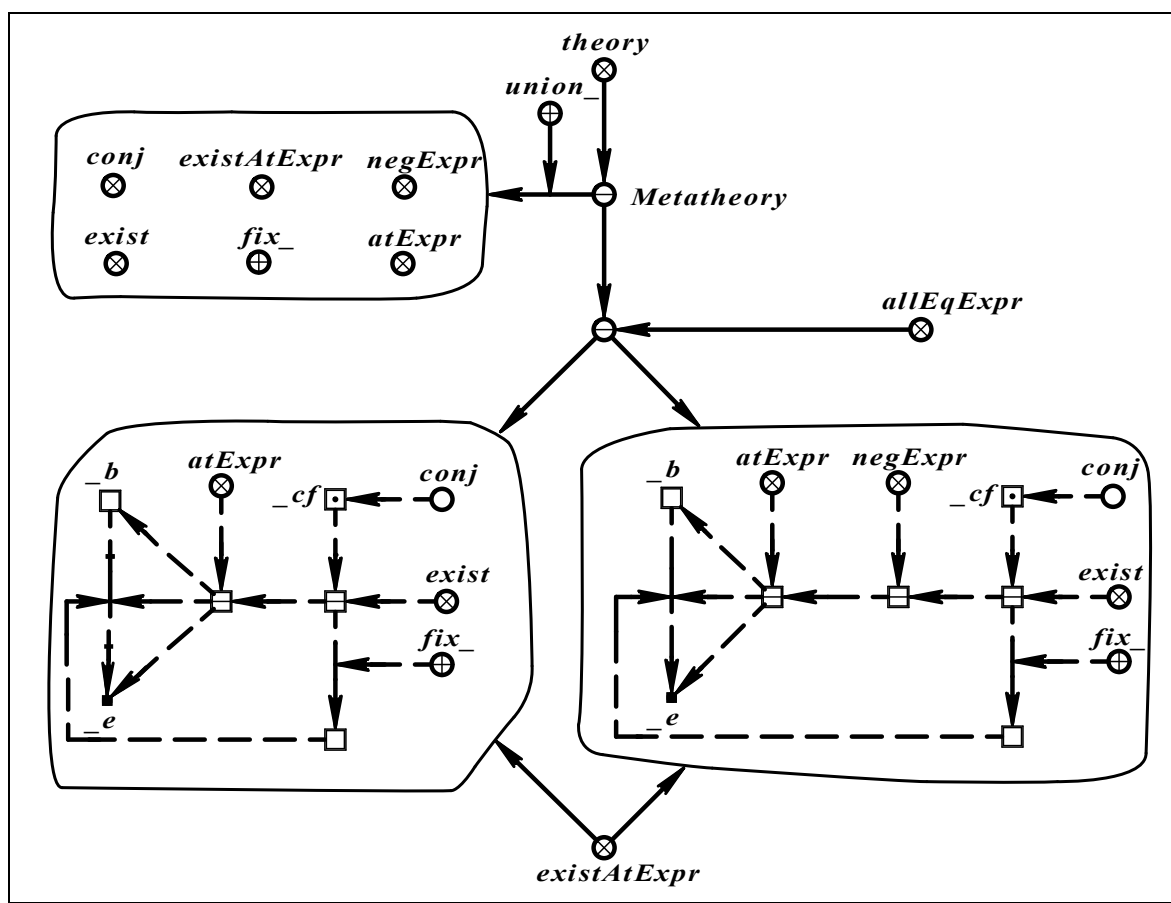 theory
union_
conj existAtExpr negExpr
Metatheory
exist fix_ atExpr
allEqExpr
_b atExpr _cf conj
exist
fix_
_e
_b atExpr negExpr _cf conj
exist
fix_
_e
existAtExpr